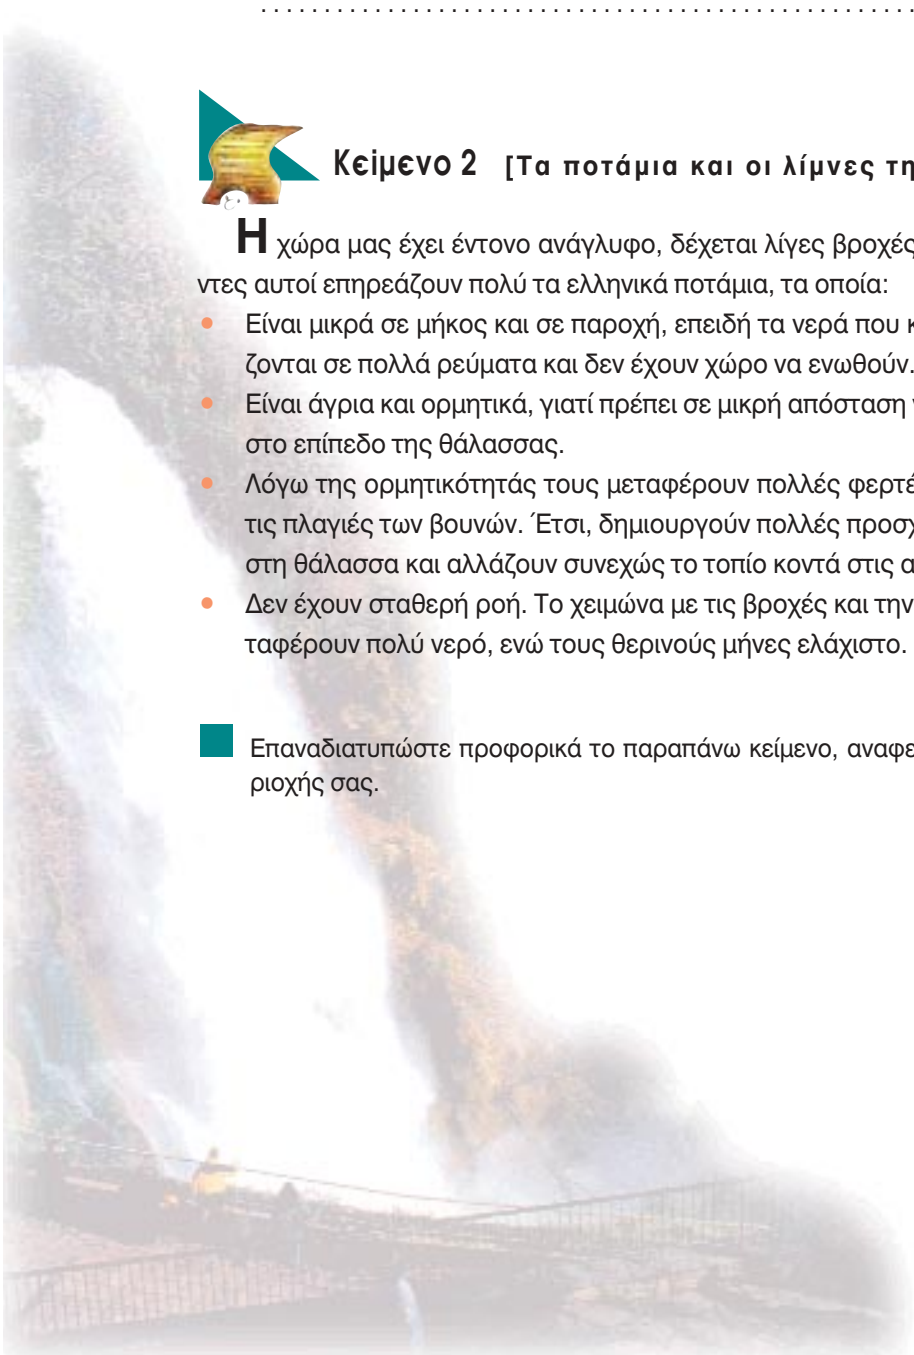 Κείμενο 2 [Τα ποτάμια και οι λίμνες τη
Η χώρα μας έχει έντονο ανάγλυφο, δέχεται λίγες βροχές
ντες αυτοί επηρεάζουν πολύ τα ελληνικά ποτάμια, τα οποία:
• Είναι μικρά σε μήκος και σε παροχή, επειδή τα νερά που κ
ζονται σε πολλά ρεύματα και δεν έχουν χώρο να ενωθούν.
• Είναι άγρια και ορμητικά, γιατί πρέπει σε μικρή απόσταση
στο επίπεδο της θάλασσας.
• Λόγω της ορμητικότητάς τους μεταφέρουν πολλές φερτέ
τις πλαγιές των βουνών. Έτσι, δημιουργούν πολλές προσχ
στη θάλασσα και αλλάζουν συνεχώς το τοπίο κοντά στις α
• Δεν έχουν σταθερή ροή. Το χειμώνα με τις βροχές και την
ταφέρουν πολύ νερό, ενώ τους θερινούς μήνες ελάχιστο.
Επαναδιατυπώστε προφορικά το παραπάνω κείμενο, αναφε
ριοχής σας.